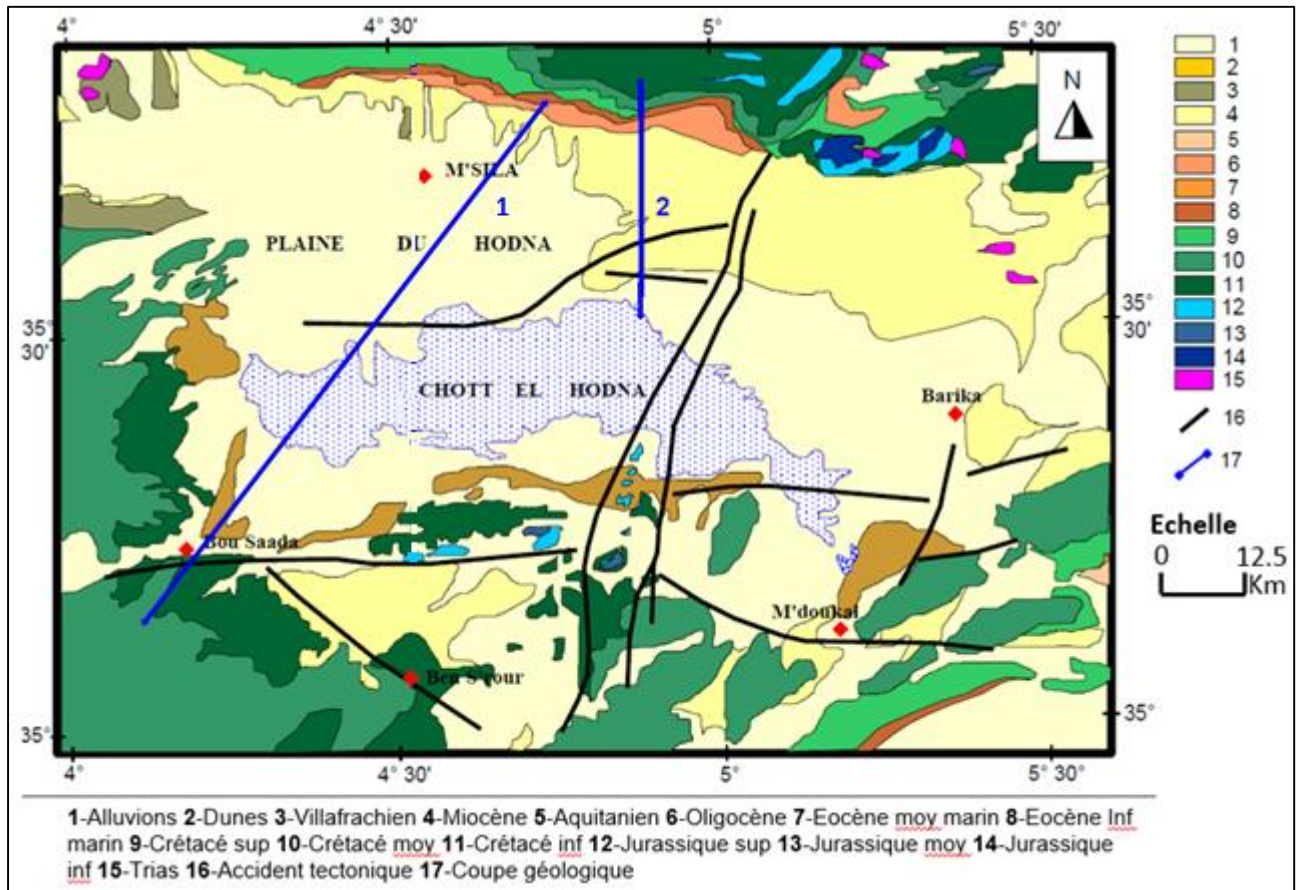 4° 4° 30' 5° 5° 30'
N
M'SILA
1
2
PLAINE DU HODNA
35° 30'
35° 30'
CHOTT EL HODNA
Barika
Bou Saada
M'doukal
Ben S'rour
35°
35°
4° 4° 30' 5° 5° 30'
1
2
3
4
5
6
7
8
9
10
11
12
13
14
15
16
17
Echelle
0 12.5
Km
1-Alluvions 2-Dunes 3-Villafrachien 4-Miocène 5-Aquitanien 6-Oligocène 7-Eocène moy marin 8-Eocène Inf
marin 9-Crétacé sup 10-Crétacé moy 11-Crétacé inf 12-Jurassique sup 13-Jurassique moy 14-Jurassique
inf 15-Trias 16-Accident tectonique 17-Coupe géologique